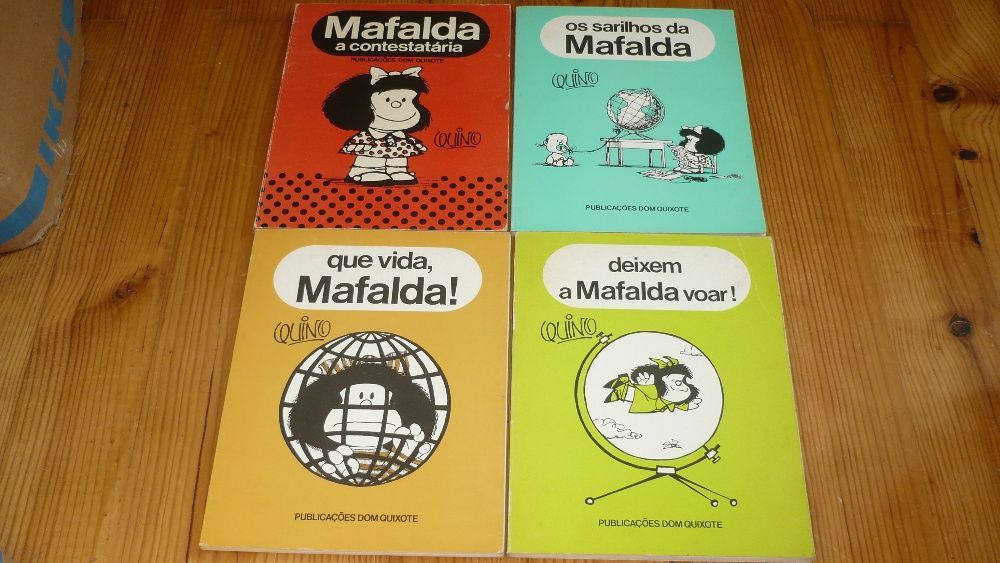 Mafalda
a contestatária
PUBLICAÇÕES DOM QUIXOTE
QUINO
os sarilhos da
Mafalda
QUINO
PUBLICAÇÕES DOM QUIXOTE
que vida,
Mafalda!
QUINO
PUBLICAÇÕES DOM QUIXOTE
deixem
a Mafalda voar!
QUINO
PUBLICAÇÕES DOM QUIXOTE
IKEA